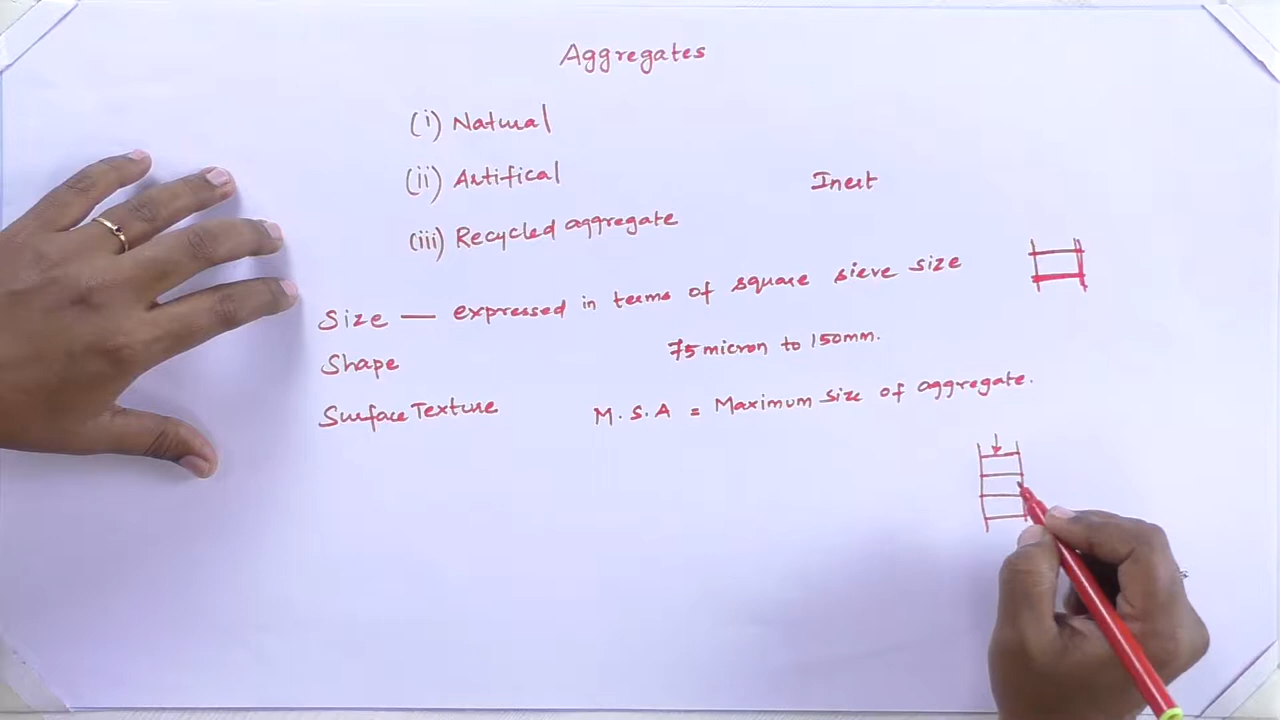 Aggregates
(i) Natural
(ii) Artifical
Inert
(iii) Recycled aggregate
Size — expressed in terms of square sieve size
75 micron to 150mm.
Shape
Surface Texture
M.S.A = Maximum size of aggregate.